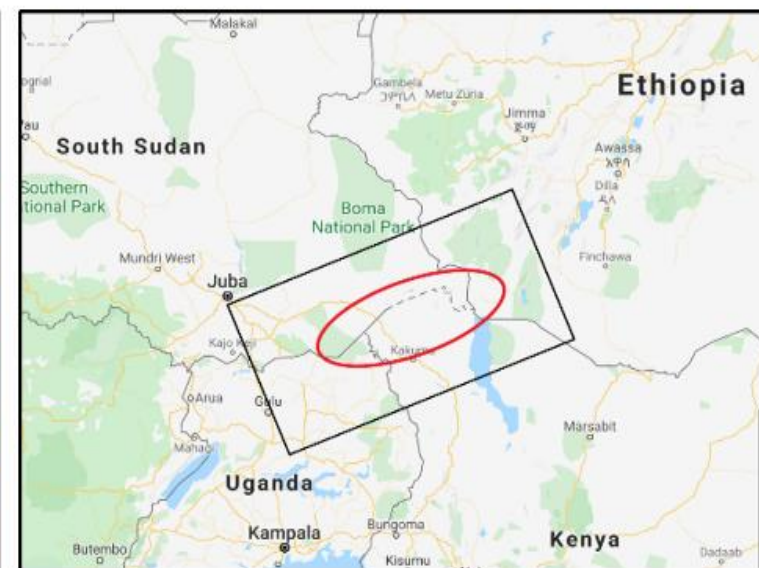 Malakal
ogrial
Gambela
Metu Zuria
Ethiopia
Jimma
ጅማ
au
South Sudan
Awassa
አዋሳ
Dilla
ዲላ
Southern
tional Park
Boma
National Park
Mundri West
Finchawa
Juba
Kajo Keji
Kakuma
Arua
Gulu
Marsabit
Mahagi
Uganda
Kampala
Bungoma
Kenya
Butembo
Kisumu
Dadaab